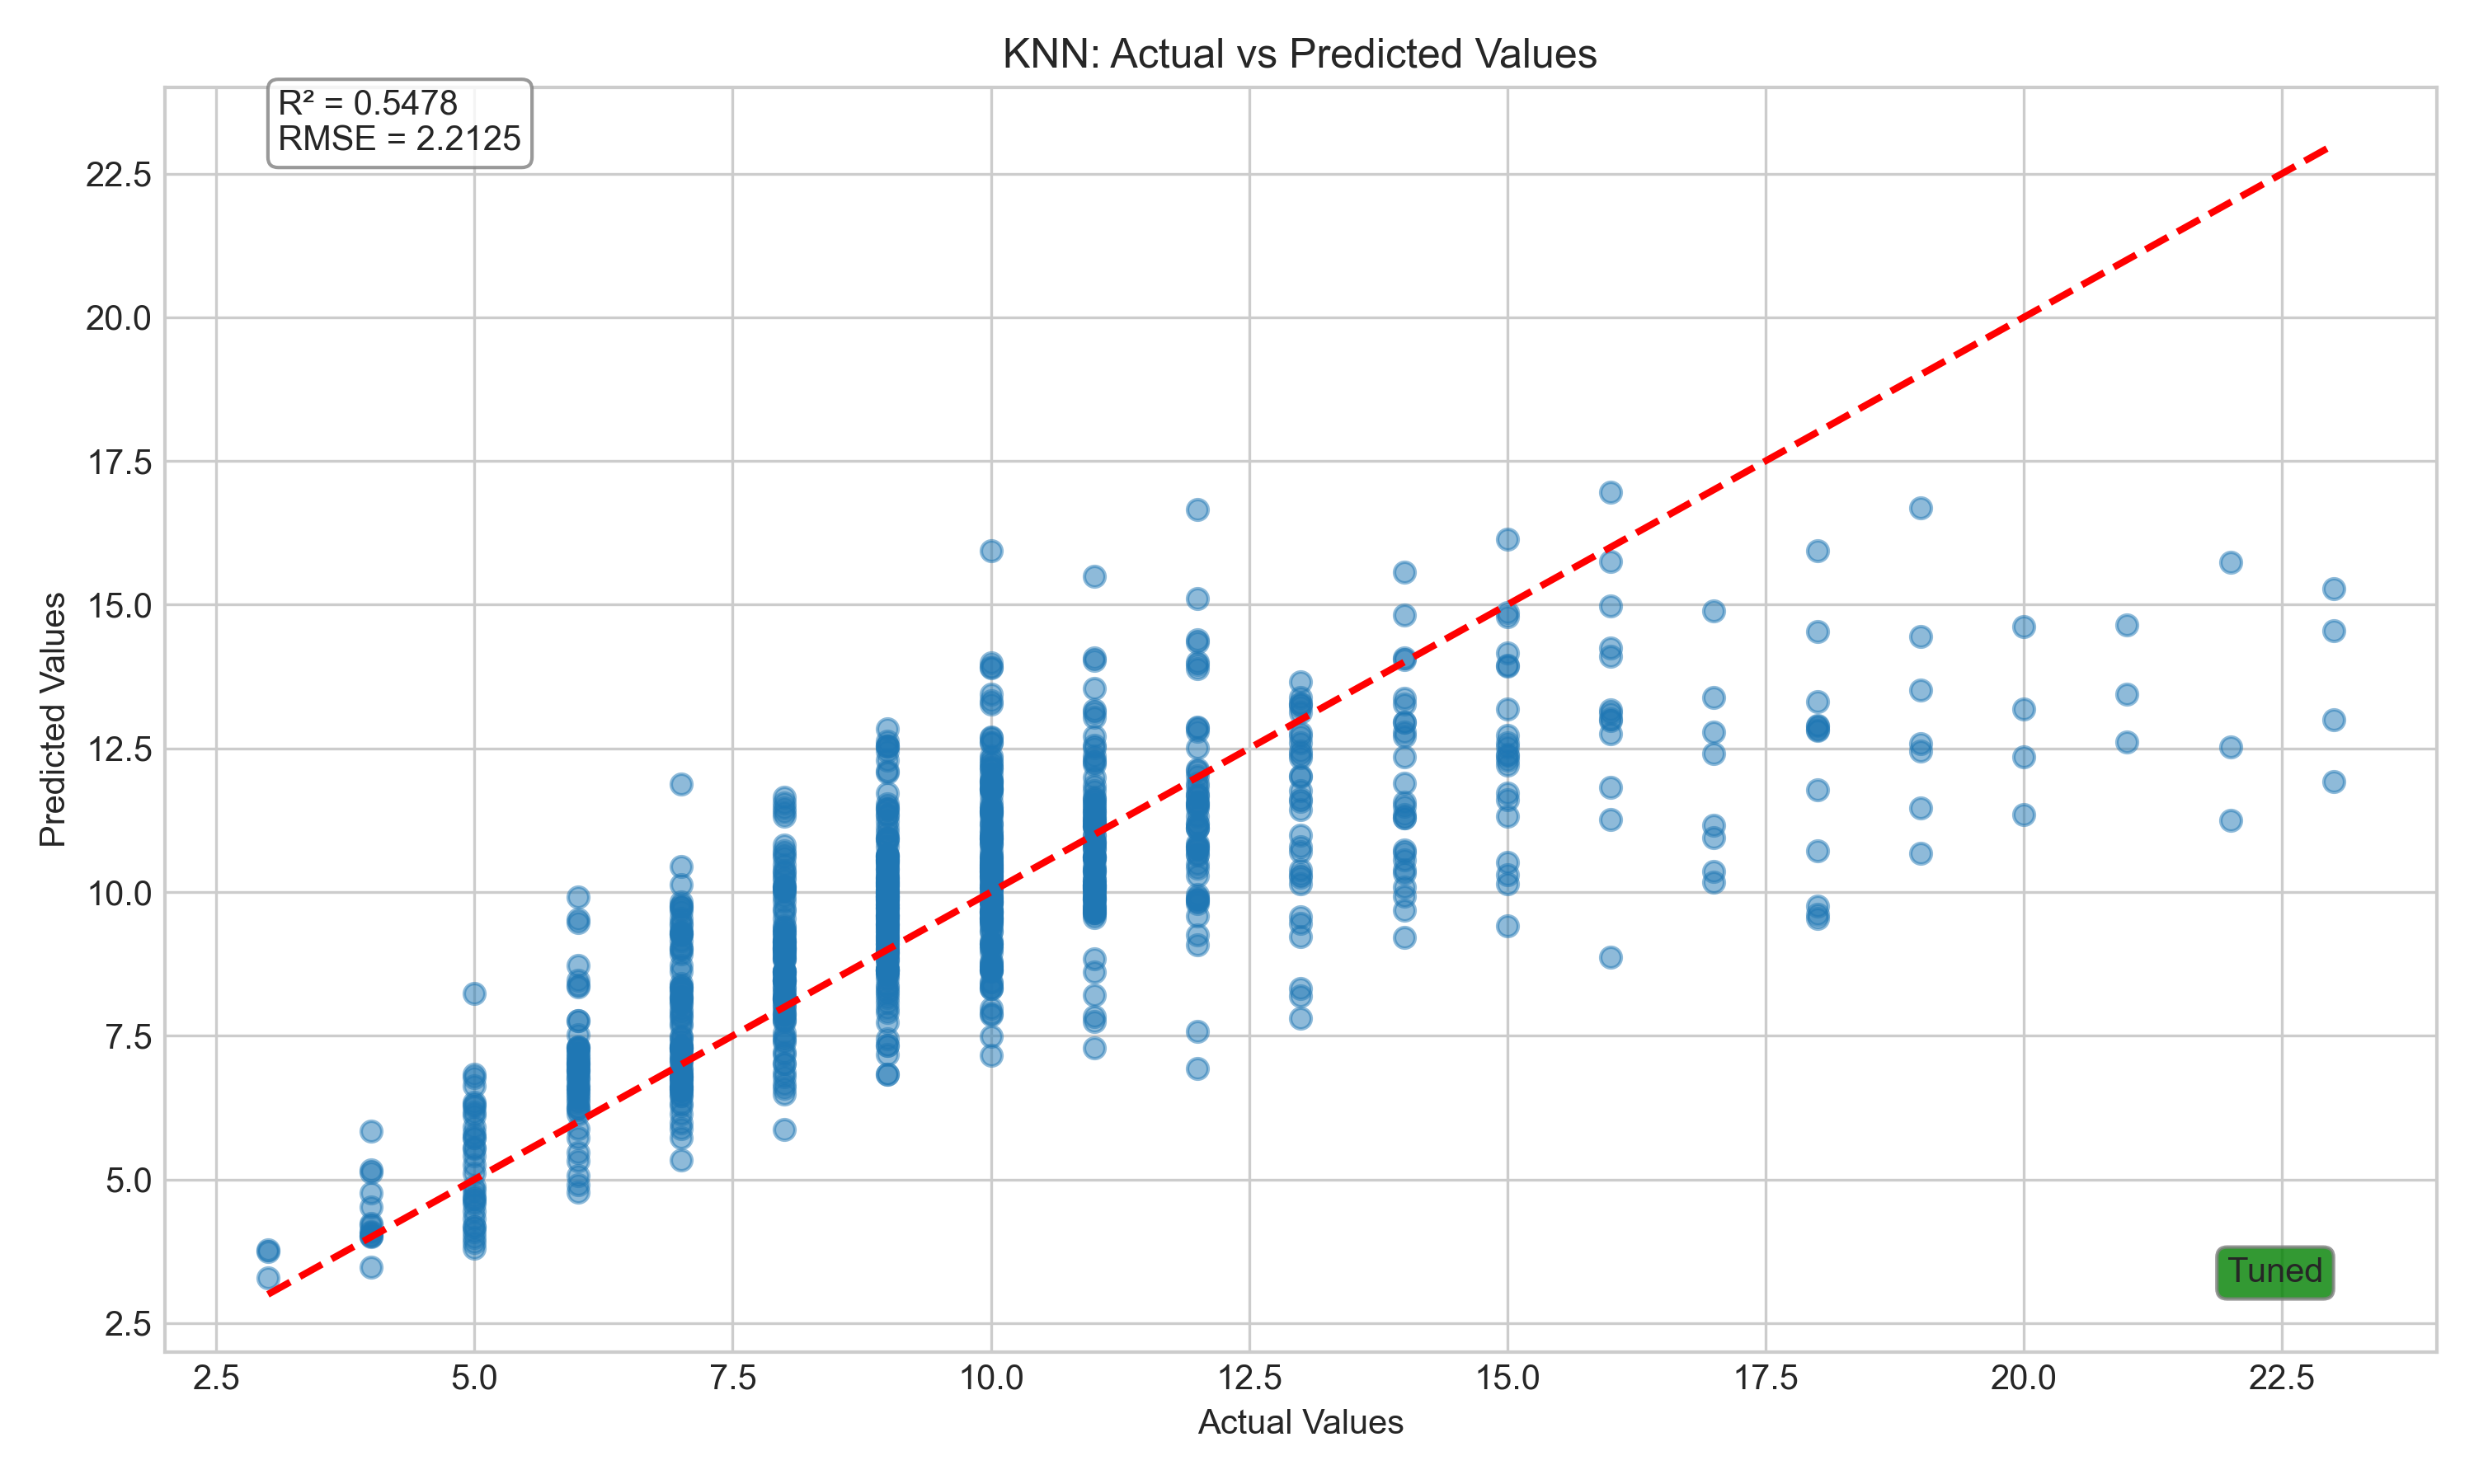 KNN: Actual vs Predicted Values
R² = 0.5478
RMSE = 2.2125
22.5
20.0
17.5
15.0
12.5
10.0
7.5
5.0
2.5
Predicted Values
Tuned
2.5 5.0 7.5 10.0 12.5 15.0 17.5 20.0 22.5
Actual Values